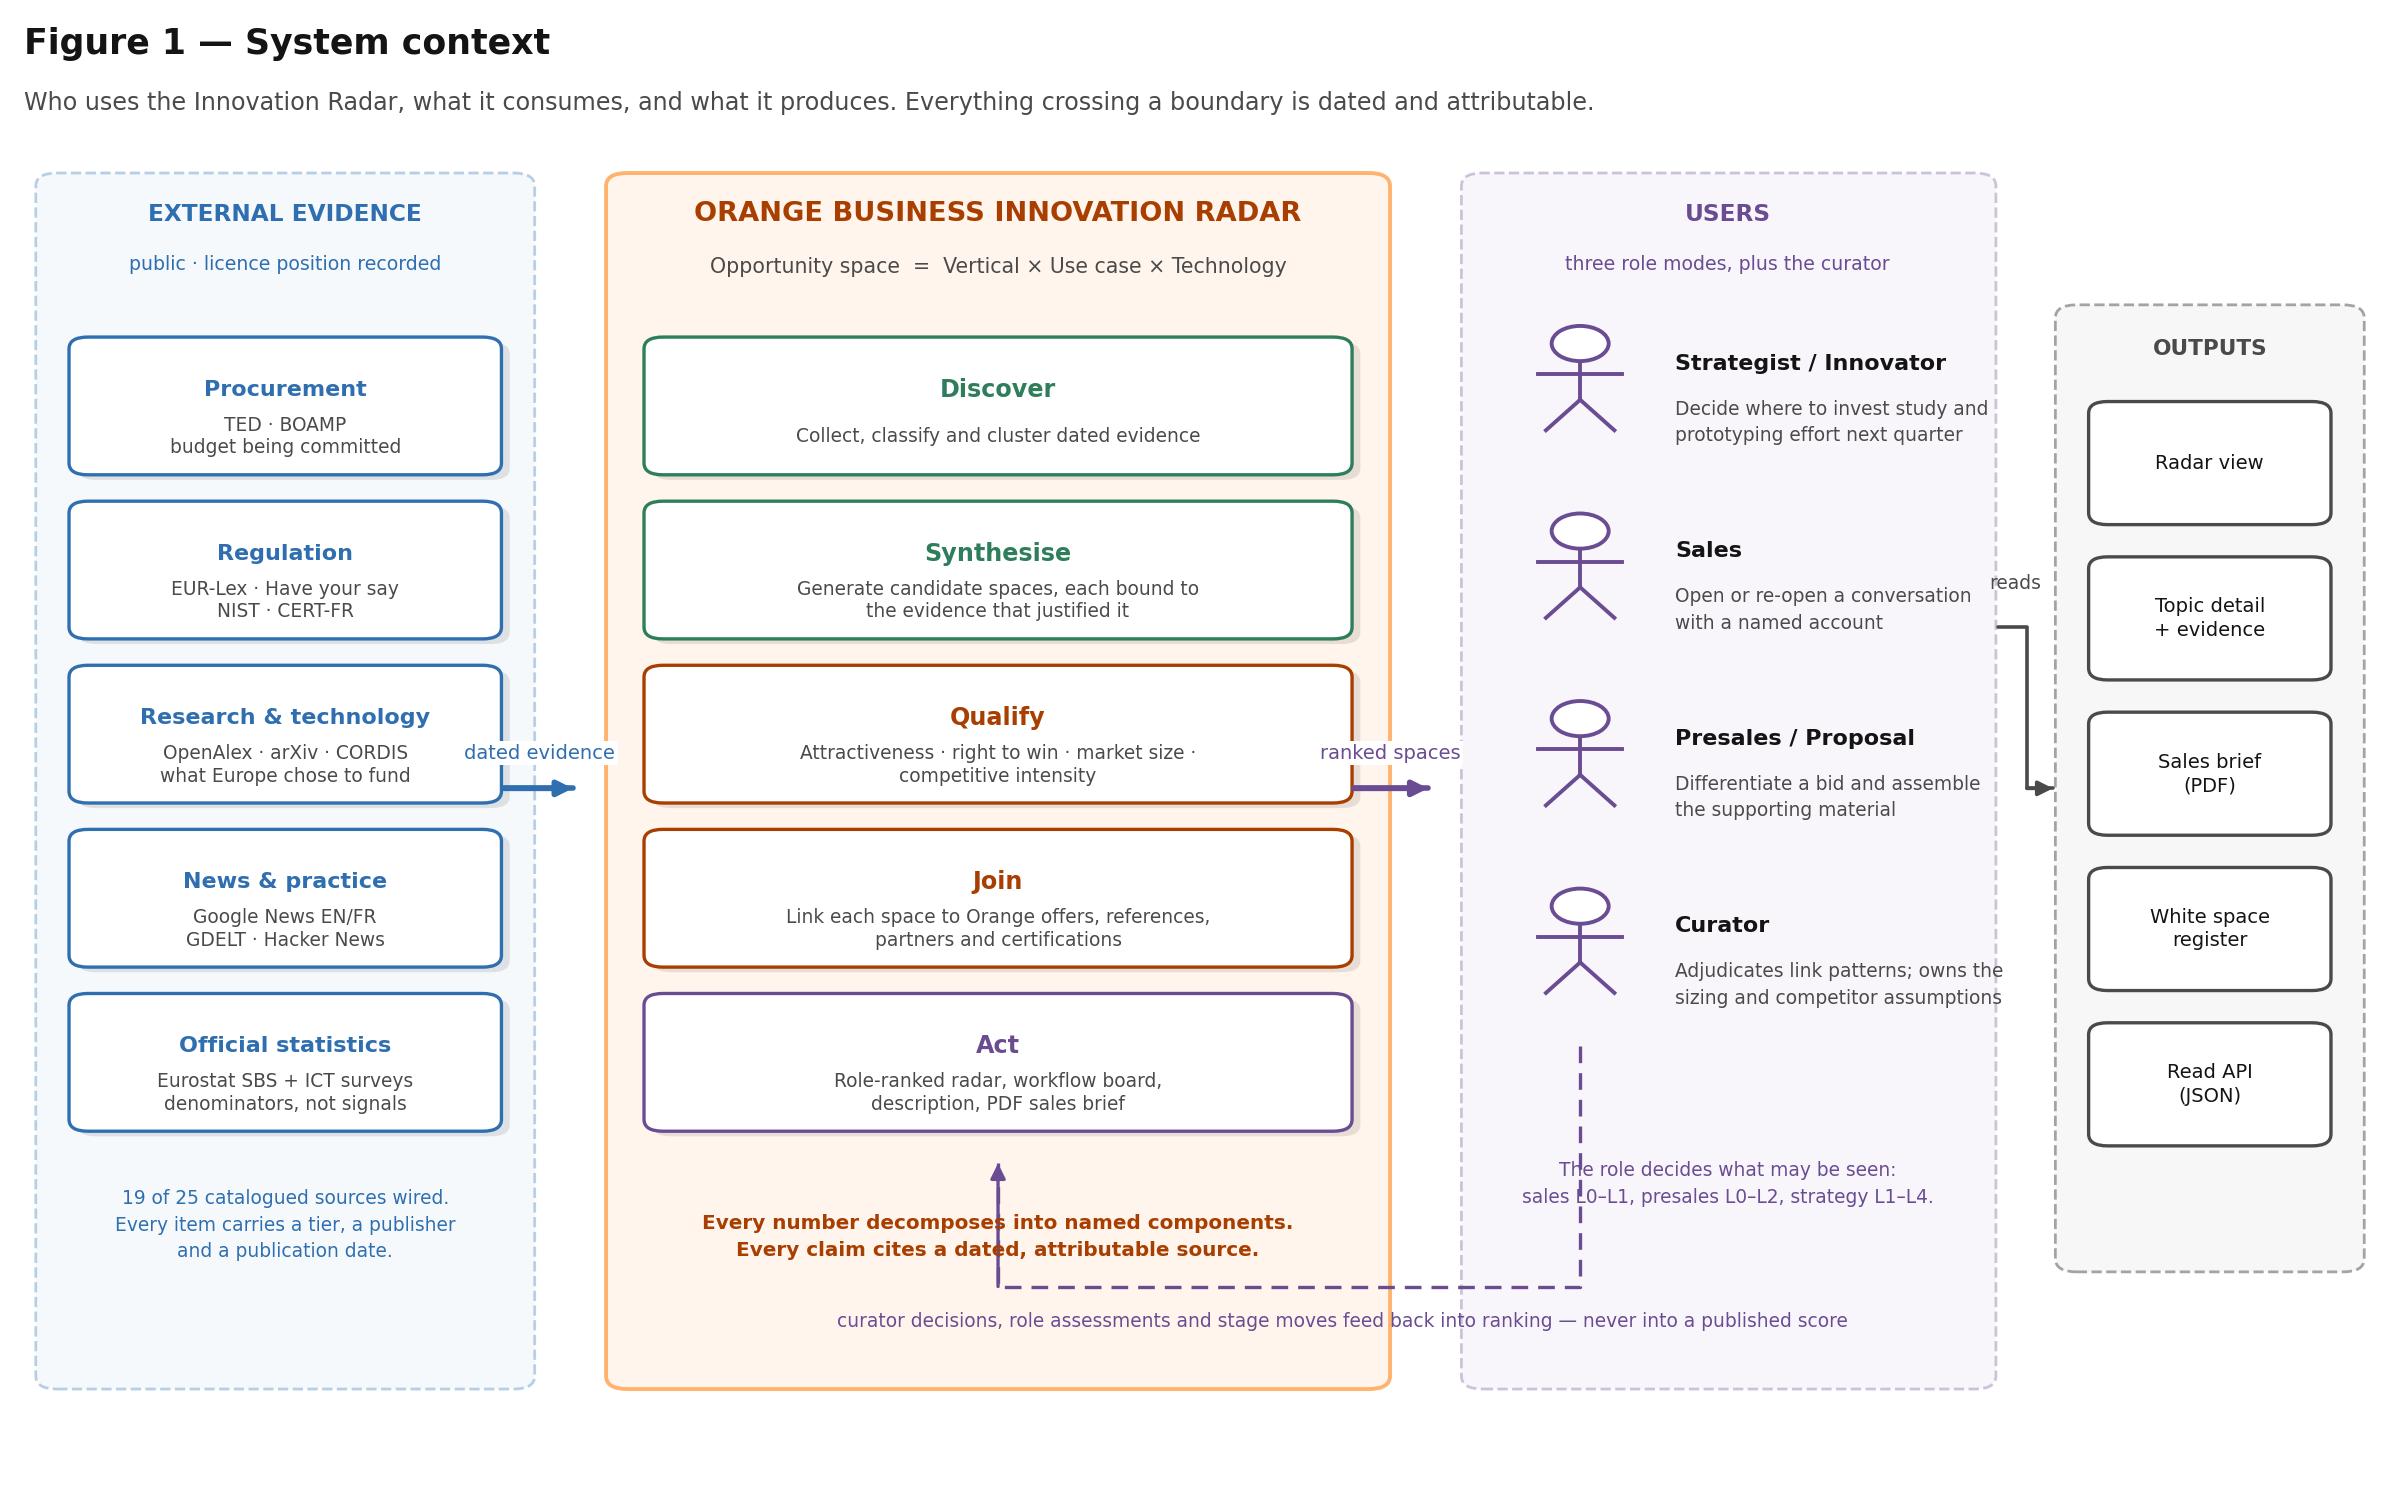 Figure 1 — System context
Who uses the Innovation Radar, what it consumes, and what it produces. Everything crossing a boundary is dated and attributable.
EXTERNAL EVIDENCE
public · licence position recorded
Procurement
TED · BOAMP
budget being committed
Regulation
EUR-Lex · Have your say
NIST · CERT-FR
Research & technology
OpenAlex · arXiv · CORDIS
what Europe chose to fund
News & practice
Google News EN/FR
GDELT · Hacker News
Official statistics
Eurostat SBS + ICT surveys
denominators, not signals
19 of 25 catalogued sources wired.
Every item carries a tier, a publisher
and a publication date.
dated evidence
ORANGE BUSINESS INNOVATION RADAR
Opportunity space = Vertical × Use case × Technology
Discover
Collect, classify and cluster dated evidence
Synthesise
Generate candidate spaces, each bound to
the evidence that justified it
Qualify
Attractiveness · right to win · market size ·
competitive intensity
Join
Link each space to Orange offers, references,
partners and certifications
Act
Role-ranked radar, workflow board,
description, PDF sales brief
Every number decomposes into named components.
Every claim cites a dated, attributable source.
curator decisions, role assessments and stage moves feed back into ranking — never into a published score
ranked spaces
USERS
three role modes, plus the curator
Strategist / Innovator
Decide where to invest study and
prototyping effort next quarter
Sales
Open or re-open a conversation
with a named account
Presales / Proposal
Differentiate a bid and assemble
the supporting material
Curator
Adjudicates link patterns; owns the
sizing and competitor assumptions
The role decides what may be seen:
sales L0–L1, presales L0–L2, strategy L1–L4.
reads
OUTPUTS
Radar view
Topic detail
+ evidence
Sales brief
(PDF)
White space
register
Read API
(JSON)